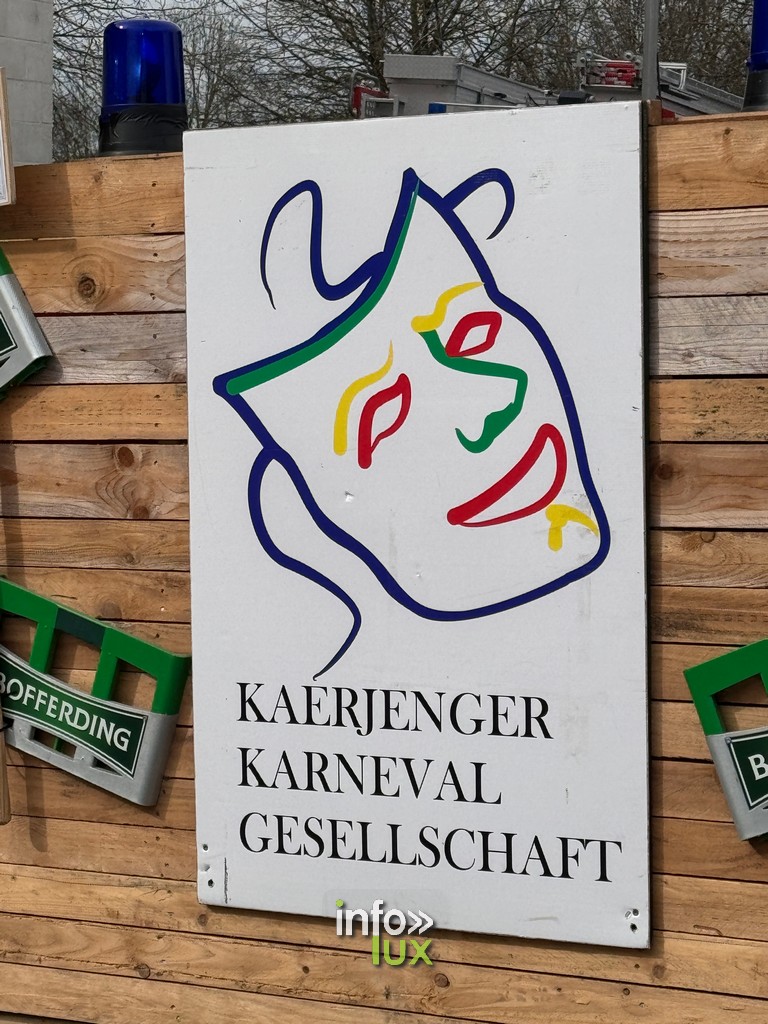 BOFFERDING
KAERJENGER
KARNEVAL
GESELLSCHAFT
info»
lux